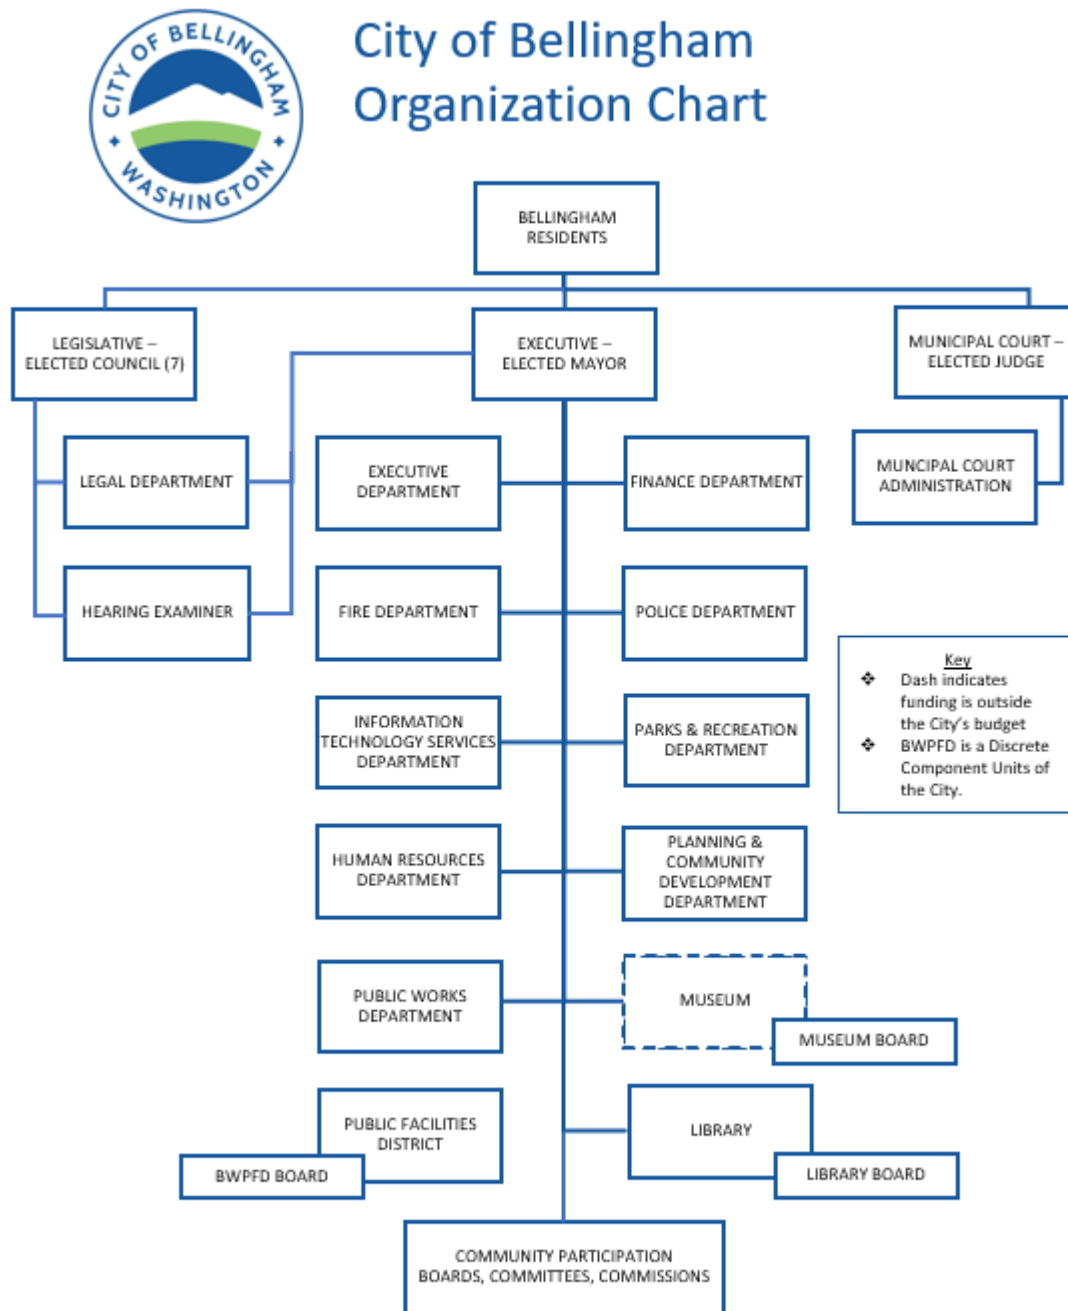 CITY OF BELLINGHAM
WASHINGTON
City of Bellingham
Organization Chart
BELLINGHAM
RESIDENTS
LEGISLATIVE –
ELECTED COUNCIL (7)
EXECUTIVE –
ELECTED MAYOR
MUNICIPAL COURT –
ELECTED JUDGE
LEGAL DEPARTMENT
EXECUTIVE
DEPARTMENT
FINANCE DEPARTMENT
MUNCIPAL COURT
ADMINISTRATION
HEARING EXAMINER
FIRE DEPARTMENT
POLICE DEPARTMENT
Key
❖ Dash indicates
funding is outside
the City's budget
❖ BWPFD is a Discrete
Component Units of
the City.
INFORMATION
TECHNOLOGY SERVICES
DEPARTMENT
PARKS & RECREATION
DEPARTMENT
HUMAN RESOURCES
DEPARTMENT
PLANNING &
COMMUNITY
DEVELOPMENT
DEPARTMENT
PUBLIC WORKS
DEPARTMENT
MUSEUM
MUSEUM BOARD
PUBLIC FACILITIES
DISTRICT
BWPFD BOARD
LIBRARY
LIBRARY BOARD
COMMUNITY PARTICIPATION
BOARDS, COMMITTEES, COMMISSIONS